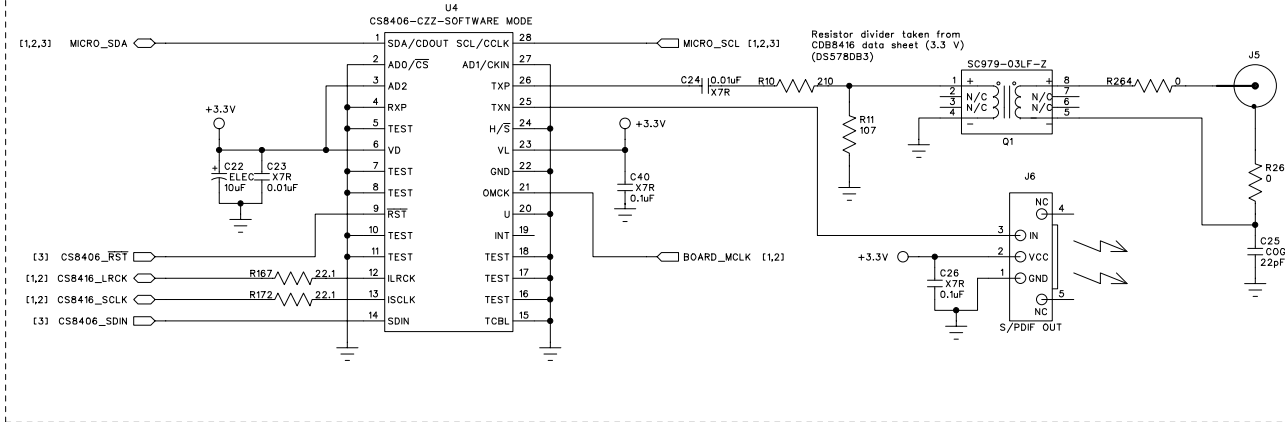 U4
CS8406-CZZ-SOFTWARE MODE
[1,2,3] MICRO_SDA
1 SDA/CDOUT SCL/CCLK 28
MICRO_SCL [1,2,3]
2 AD0/CS AD1/CKIN 27
3 AD2 TXP 26
4 RXP TXN 25
5 TEST H/S 24
6 VD VL 23
7 TEST GND 22
8 TEST OMCK 21
9 RST U 20
10 TEST INT 19
11 TEST TEST 18
12 ILRCK TEST 17
13 ISCLK TEST 16
14 SDIN TCBL 15
+3.3V
+ C22
ELEC
10uF
C23
X7R
0.01uF
[3] CS8406_RST
[1,2] CS8416_LRCK
R167 22.1
[1,2] CS8416_SCLK
R172 22.1
[3] CS8406_SDIN
+3.3V
C40
X7R
0.1uF
BOARD_MCLK [1,2]
C24 0.01uF
X7R
R10 210
R11
107
Resistor divider taken from
CDB8416 data sheet (3.3 V)
(DS578DB3)
SC979-03LF-Z
1 + + 8
2 N/C N/C 7
3 N/C N/C 6
4 - - 5
Q1
R264 0
J5
R26
0
C25
COG
22pF
J6
NC
4
3 IN
2 VCC
1 GND
5
NC
S/PDIF OUT
+3.3V
C26
X7R
0.1uF